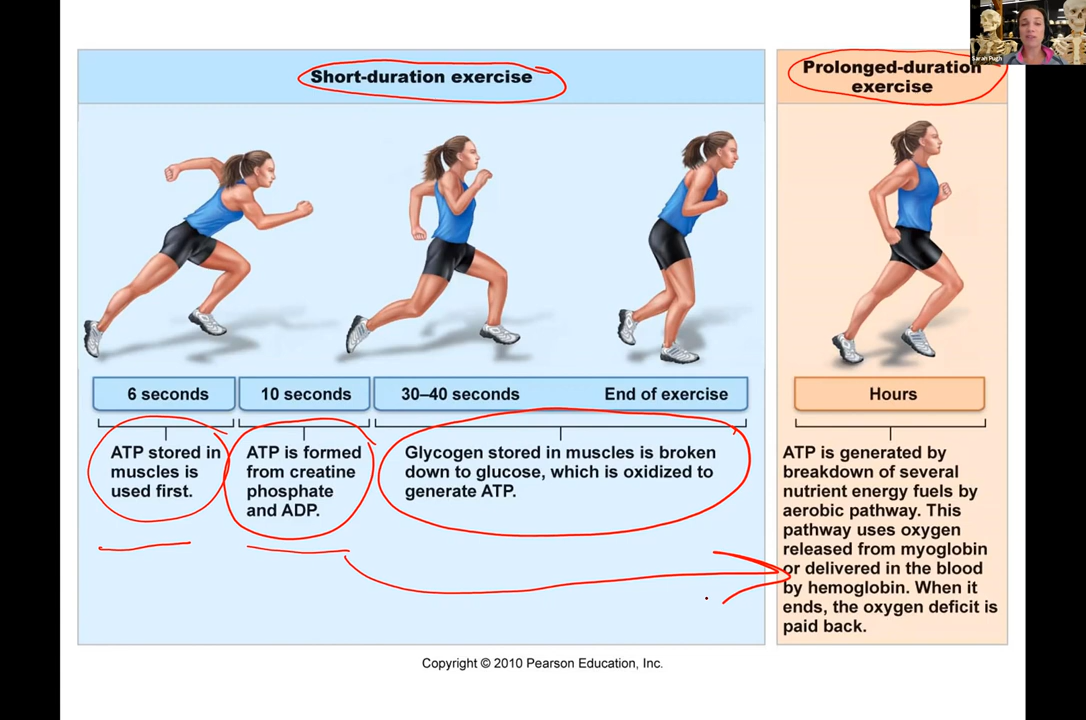 Sarah Pugh
Short-duration exercise
Prolonged-duration
exercise
6 seconds
10 seconds
30–40 seconds
End of exercise
Hours
ATP stored in
muscles is
used first.
ATP is formed
from creatine
phosphate
and ADP.
Glycogen stored in muscles is broken
down to glucose, which is oxidized to
generate ATP.
ATP is generated by
breakdown of several
nutrient energy fuels by
aerobic pathway. This
pathway uses oxygen
released from myoglobin
or delivered in the blood
by hemoglobin. When it
ends, the oxygen deficit is
paid back.
Copyright © 2010 Pearson Education, Inc.